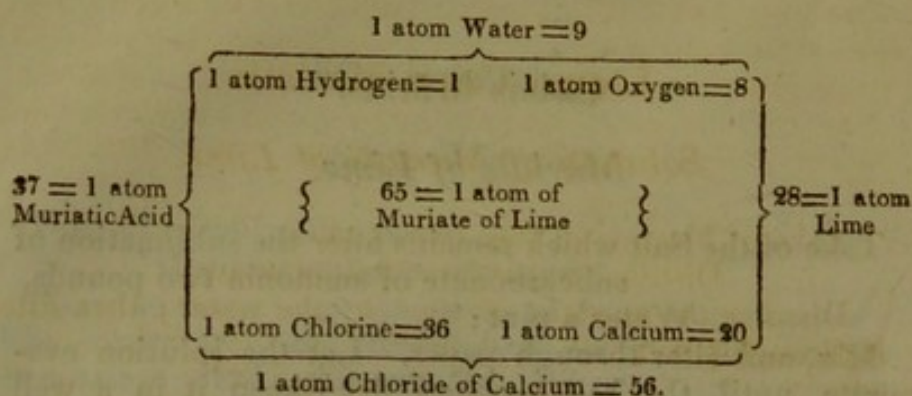 1 atom Water=9
1 atom Hydrogen=1 1 atom Oxygen=8
37 = 1 atom 65 = 1 atom of 28=1 atom
Muriatic Acid Muriate of Lime Lime
1 atom Chlorine=36 1 atom Calcium=20
1 atom Chloride of Calcium = 56.